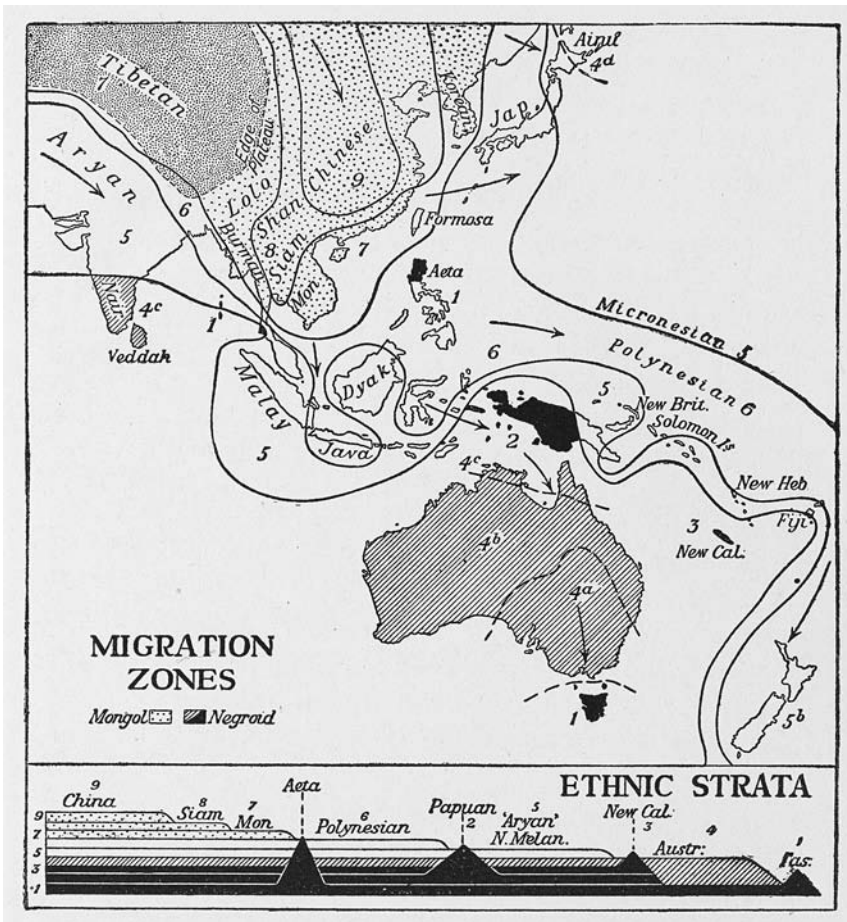 Ainu
4d
Tibetan
1
Korean
Jap.
Aryan
Edge of
Plateau
Lolo
Shan
Chinese
9
6
5
Burman
8
Siam
7
Formosa
Mon
Aeta
1
Nair
4c
1
Veddah
Micronesian 5
6
Polynesian 6
Dyak
Malay
5
New Brit.
Solomon Is
2
5
Java
4c
New Heb
3
Fiji
New Cal.
4b
4a
MIGRATION
ZONES
Mongol
Negroid
1
5b
ETHNIC STRATA
9
China
8
Siam
7
Mon
Aeta
6
Polynesian
Papuan
2
5
'Aryan'
N. Melan.
New Cal.
3
4
Austr:
1
Tas.
9
7
5
3
1